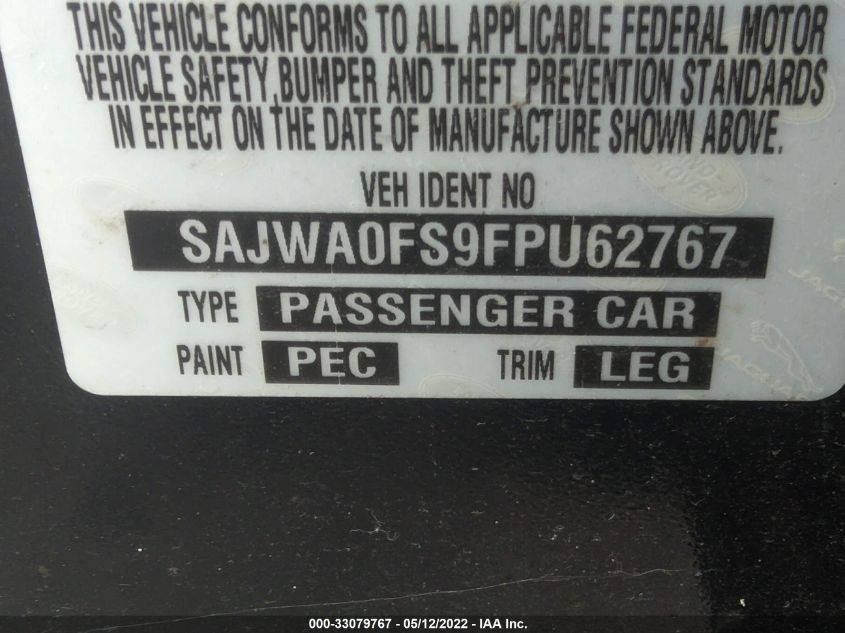 THIS VEHICLE CONFORMS TO ALL APPLICABLE FEDERAL MOTOR
VEHICLE SAFETY,BUMPER AND THEFT PREVENTION STANDARDS
IN EFFECT ON THE DATE OF MANUFACTURE SHOWN ABOVE.
VEH IDENT NO
SAJWA0FS9FPU62767
TYPE PASSENGER CAR
PAINT PEC TRIM LEG
JAGUAR
000-33079767 - 05/12/2022 - IAA Inc.